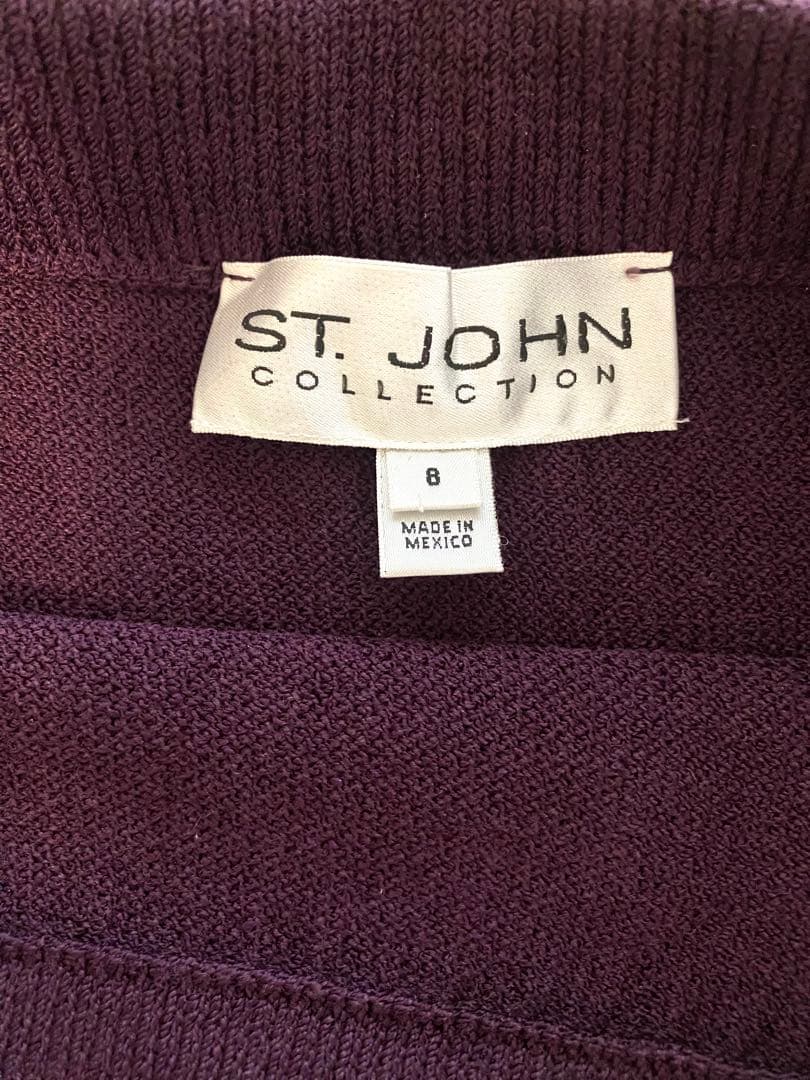 ST. JOHN
COLLECTION
8
MADE IN
MEXICO